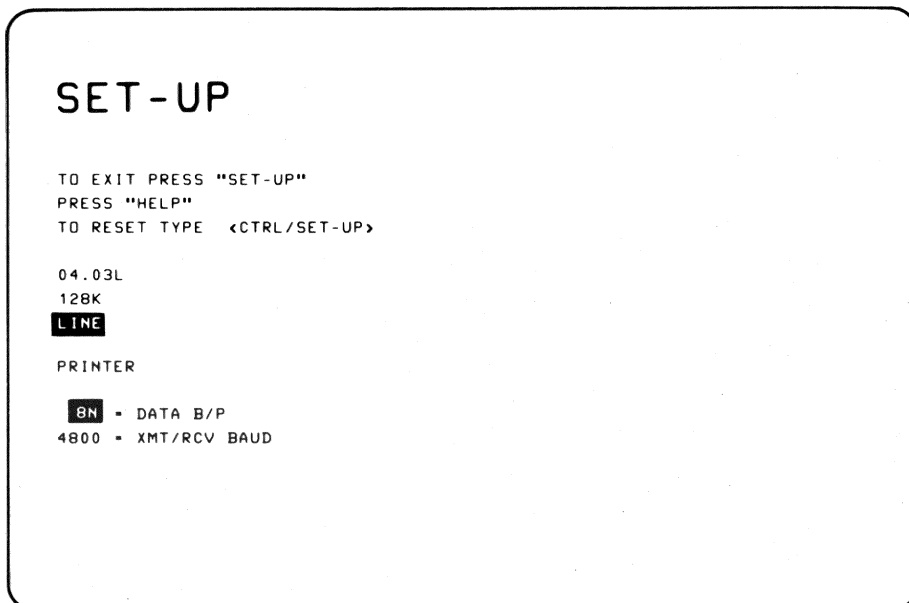 SET-UP
TO EXIT PRESS "SET-UP"
PRESS "HELP"
TO RESET TYPE <CTRL/SET-UP>
04.03L
128K
LINE
PRINTER
8N = DATA B/P
4800 = XMT/RCV BAUD